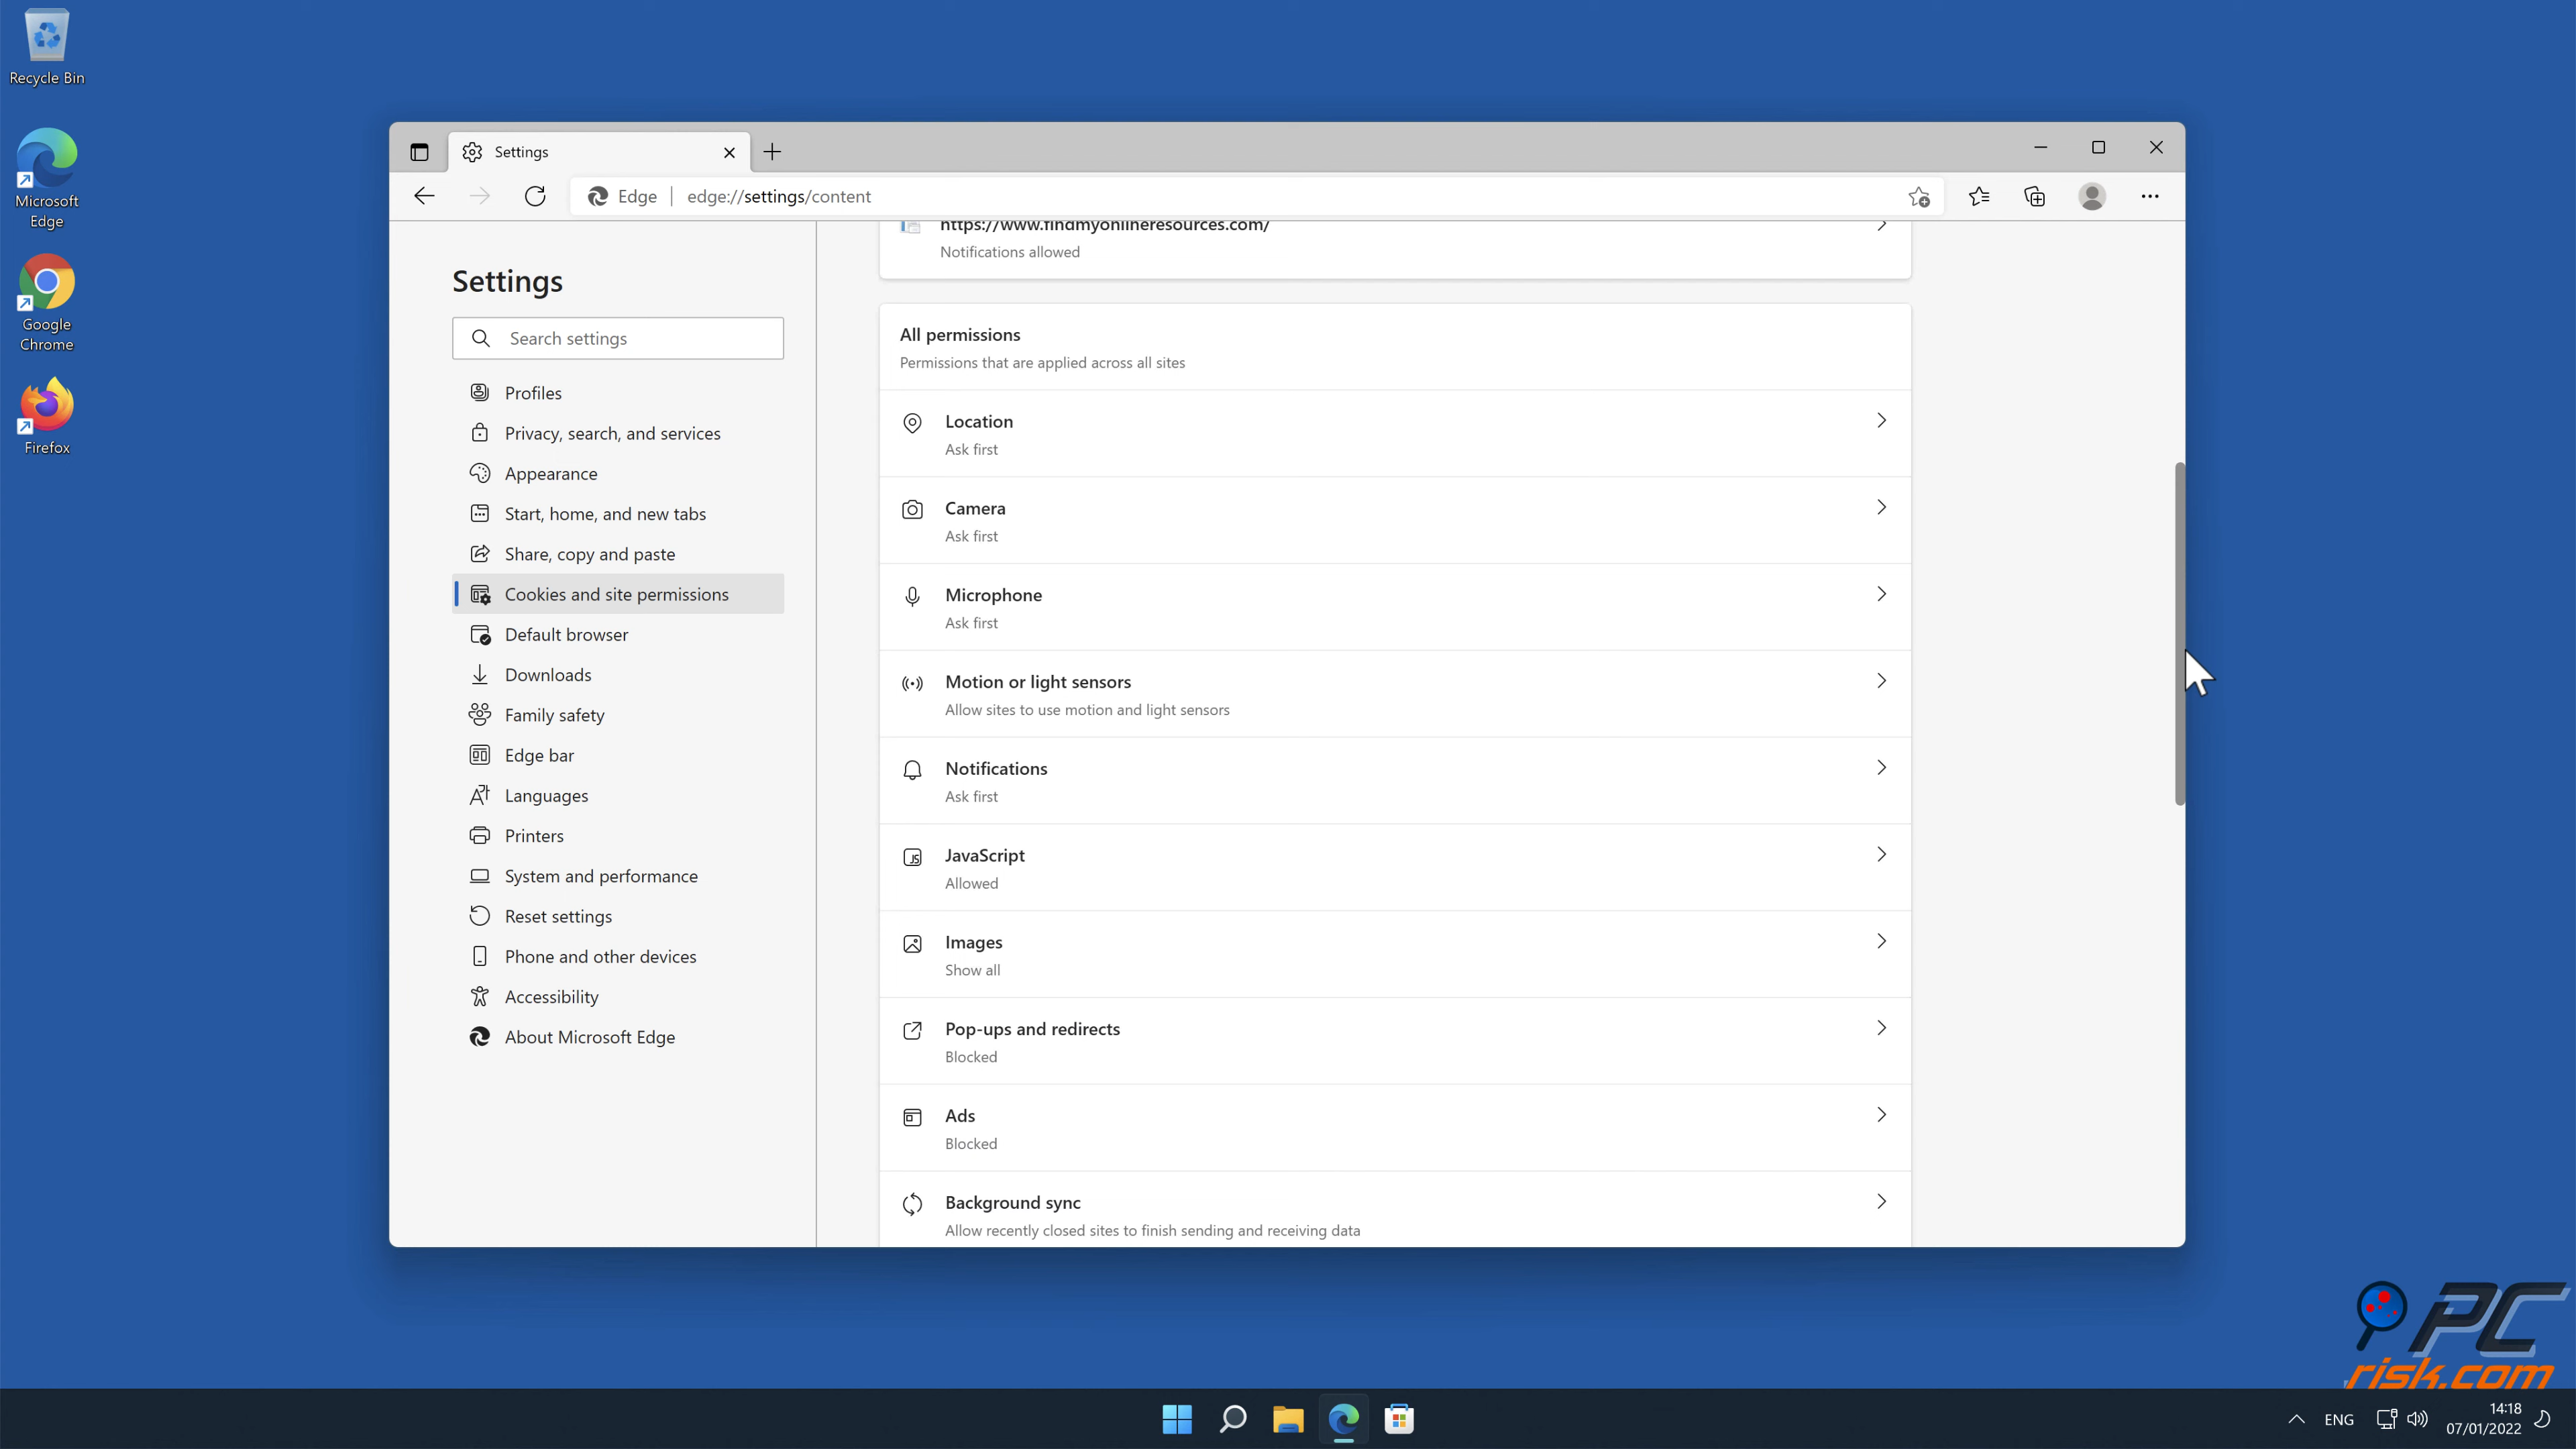 Recycle Bin
Microsoft
Edge
Google
Chrome
Firefox
Settings
Edge
edge://settings/content
Settings
Search settings
Profiles
Privacy, search, and services
Appearance
Start, home, and new tabs
Share, copy and paste
Cookies and site permissions
Default browser
Downloads
Family safety
Edge bar
Languages
Printers
System and performance
Reset settings
Phone and other devices
Accessibility
About Microsoft Edge
https://www.findmyonlineresources.com/
Notifications allowed
All permissions
Permissions that are applied across all sites
Location
Ask first
Camera
Ask first
Microphone
Ask first
Motion or light sensors
Allow sites to use motion and light sensors
Notifications
Ask first
JavaScript
Allowed
Images
Show all
Pop-ups and redirects
Blocked
Ads
Blocked
Background sync
Allow recently closed sites to finish sending and receiving data
PC
risk.com
ENG
14:18
07/01/2022